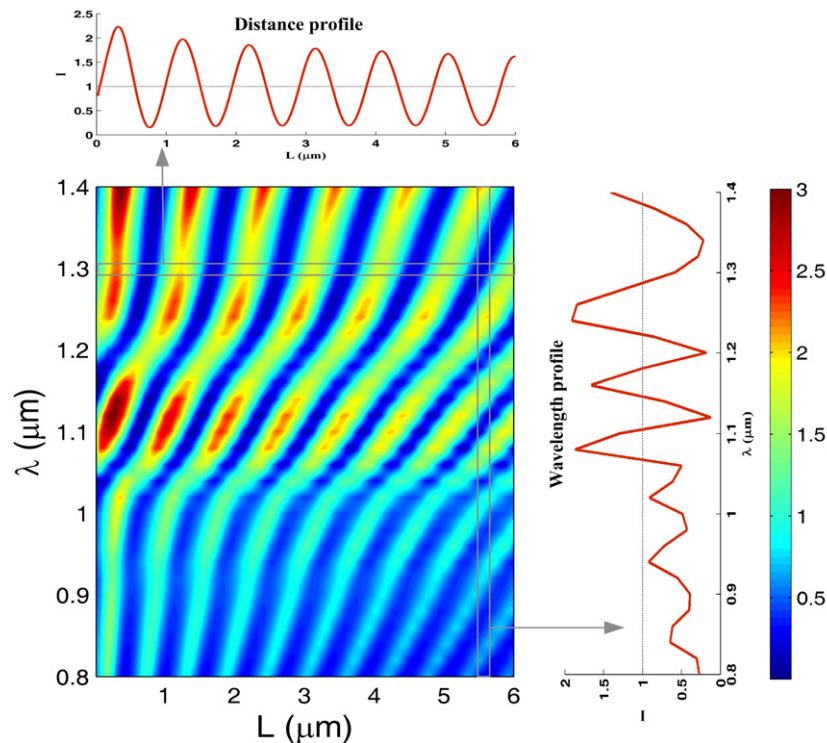 Distance profile
2.5
2
1.5
1
0.5
0
I
0 1 2 3 4 5 6
L (μm)
1.4
1.3
1.2
1.1
1
0.9
0.8
λ (μm)
1 2 3 4 5 6
L (μm)
Wavelength profile
1.4
1.3
1.2
1.1
1
0.9
0.8
λ (μm)
2 1.5 1 0.5 0
I
3
2.5
2
1.5
1
0.5